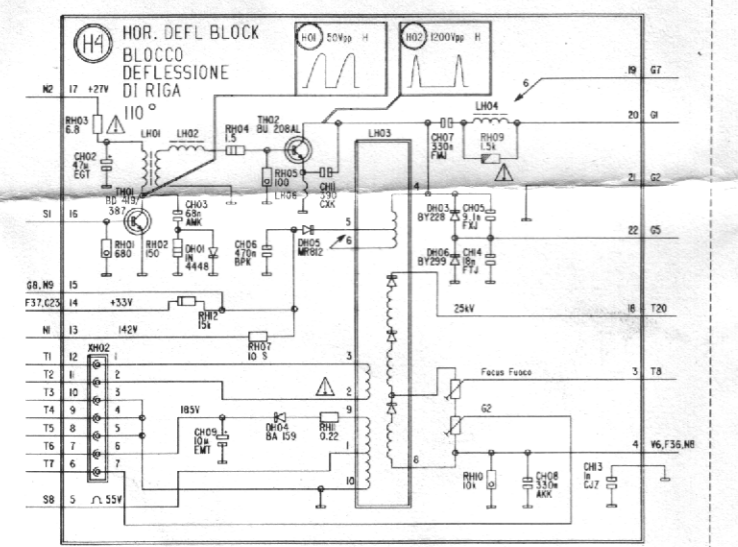 H4
HOR. DEFL BLOCK
BLOCCO
DEFLESSIONE
DI RIGA
110°
H01 50Vpp H
H02 1200Vpp H
N2 17 +27V
RH03
6.8
CH02
47µ
EGT
LH01
LH02
TH01
BD 419/
387
RH04
1.5
TH02
BU 208AL
RH05
100
LH06
CH11
390
CXK
LH03
CH07
330n
FMJ
LH04
RH09
1.5k
6
19 G7
20 G1
21 G2
22 G5
S1 16
RH01
680
RH02
150
CH03
68n
AMK
DH01
1N
4448
CH06
470n
BPK
DH05
MR812
5
6
4
DH03
BY228
CH05
9.1n
FXJ
DH06
BY299
CH14
18n
FTJ
G8,N9 15
F37,C23 14 +33V
RH12
15k
N1 13 142V
RH07
10 S
25kV
18 T20
XH02
T1 12 1
T2 11 2
T3 10 3
T4 9 4
T5 8 5
T6 7 6
T7 6 7
S8 5 55V
3
2
9
1
10
8
185V
CH09
10µ
EMT
DH04
BA 159
RH11
0.22
Focus Fuoco
3 T8
G2
4 V6,F36,N8
RH10
10k
CH08
330n
AKK
CH13
1n
CJZ